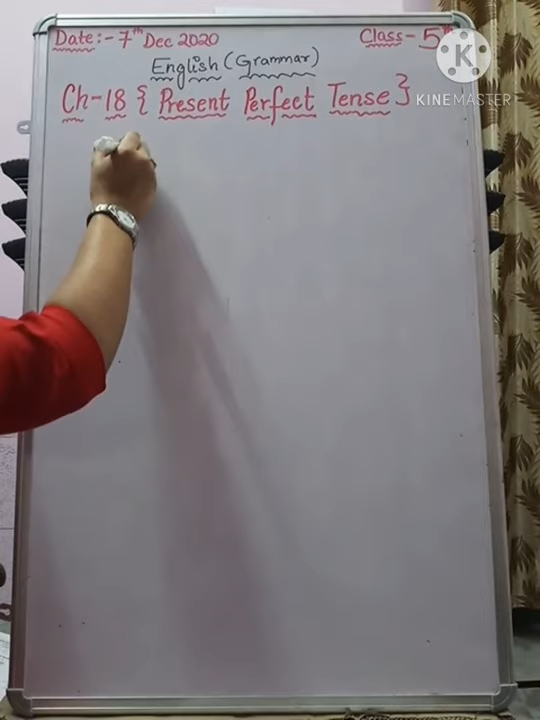 Date:- 7th Dec 2020 Class- 5th
English (Grammar)
Ch-18 { Present Perfect Tense }
KINEMASTER